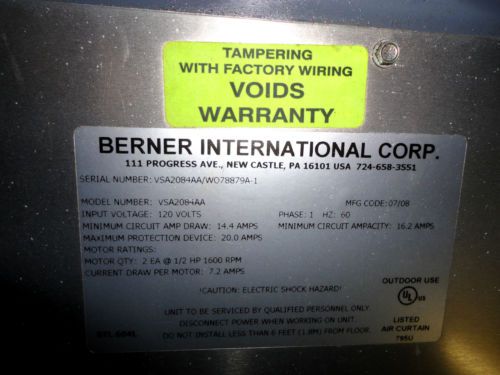 TAMPERING
WITH FACTORY WIRING
VOIDS
WARRANTY
BERNER INTERNATIONAL CORP.
111 PROGRESS AVE., NEW CASTLE, PA 16101 USA 724-658-3551
SERIAL NUMBER: VSA2084AA/WO78879A-1
MODEL NUMBER: VSA2084AA MFG CODE: 07/08
INPUT VOLTAGE: 120 VOLTS PHASE: 1 HZ: 60
MINIMUM CIRCUIT AMP DRAW: 14.4 AMPS MINIMUM CIRCUIT AMPACITY: 16.2 AMPS
MAXIMUM PROTECTION DEVICE: 20.0 AMPS
MOTOR RATINGS:
MOTOR QTY: 2 EA @ 1/2 HP 1600 RPM
CURRENT DRAW PER MOTOR: 7.2 AMPS
!CAUTION: ELECTRIC SHOCK HAZARD!
OUTDOOR USE
UL US
LISTED
AIR CURTAIN
795U
UNIT TO BE SERVICED BY QUALIFIED PERSONNEL ONLY.
DISCONNECT POWER WHEN WORKING ON UNIT.
DO NOT INSTALL LESS THAN 6 FEET (1.8M) FROM FLOOR.